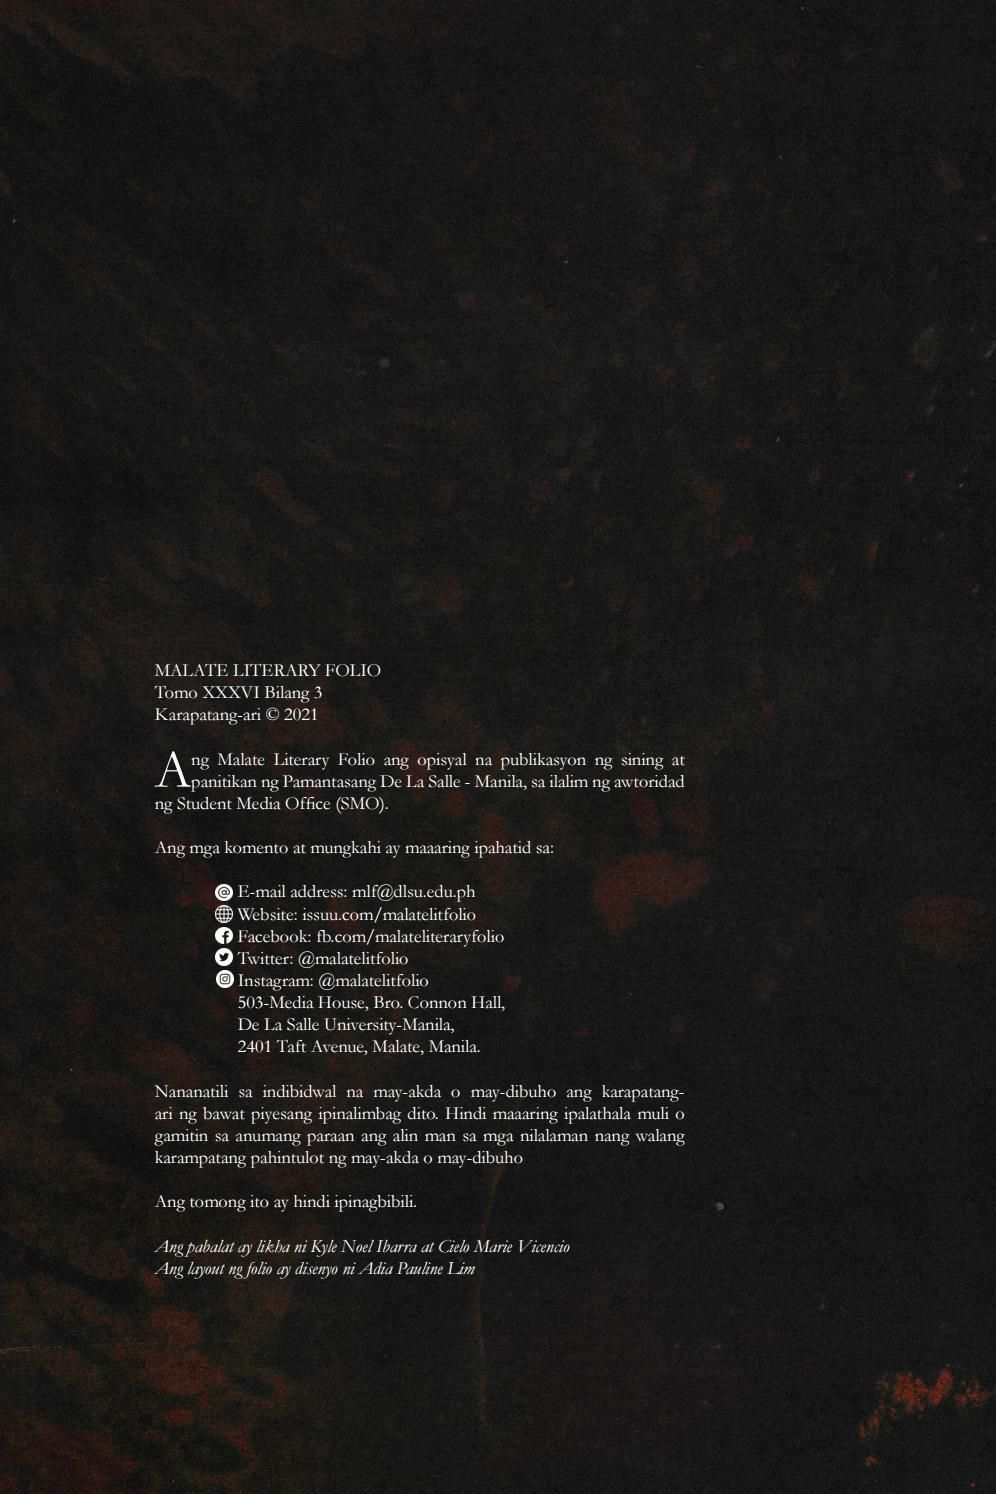 MALATE LITERARY FOLIO
Tomo XXXVI Bilang 3
Karapatang-ari © 2021
Ang Malate Literary Folio ang opisyal na publikasyon ng sining at
panitikan ng Pamantasang De La Salle - Manila, sa ilalim ng awtoridad
ng Student Media Office (SMO).
Ang mga komento at mungkahi ay maaaring ipahatid sa:
E-mail address: mlf@dlsu.edu.ph
Website: issuu.com/malatelitfolio
Facebook: fb.com/malateliteraryfolio
Twitter: @malatelitfolio
Instagram: @malatelitfolio
503-Media House, Bro. Connon Hall,
De La Salle University-Manila,
2401 Taft Avenue, Malate, Manila.
Nananatili sa indibidwal na may-akda o may-dibuho ang karapatang-
ari ng bawat piyesang ipinalimbag dito. Hindi maaaring ipalathala muli o
gamitin sa anumang paraan ang alin man sa mga nilalaman nang walang
karampatang pahintulot ng may-akda o may-dibuho
Ang tomong ito ay hindi ipinagbibili.
Ang pabalat ay likha ni Kyle Noel Ibarra at Cielo Marie Vicencio
Ang layout ng folio ay disenyo ni Adia Pauline Lim